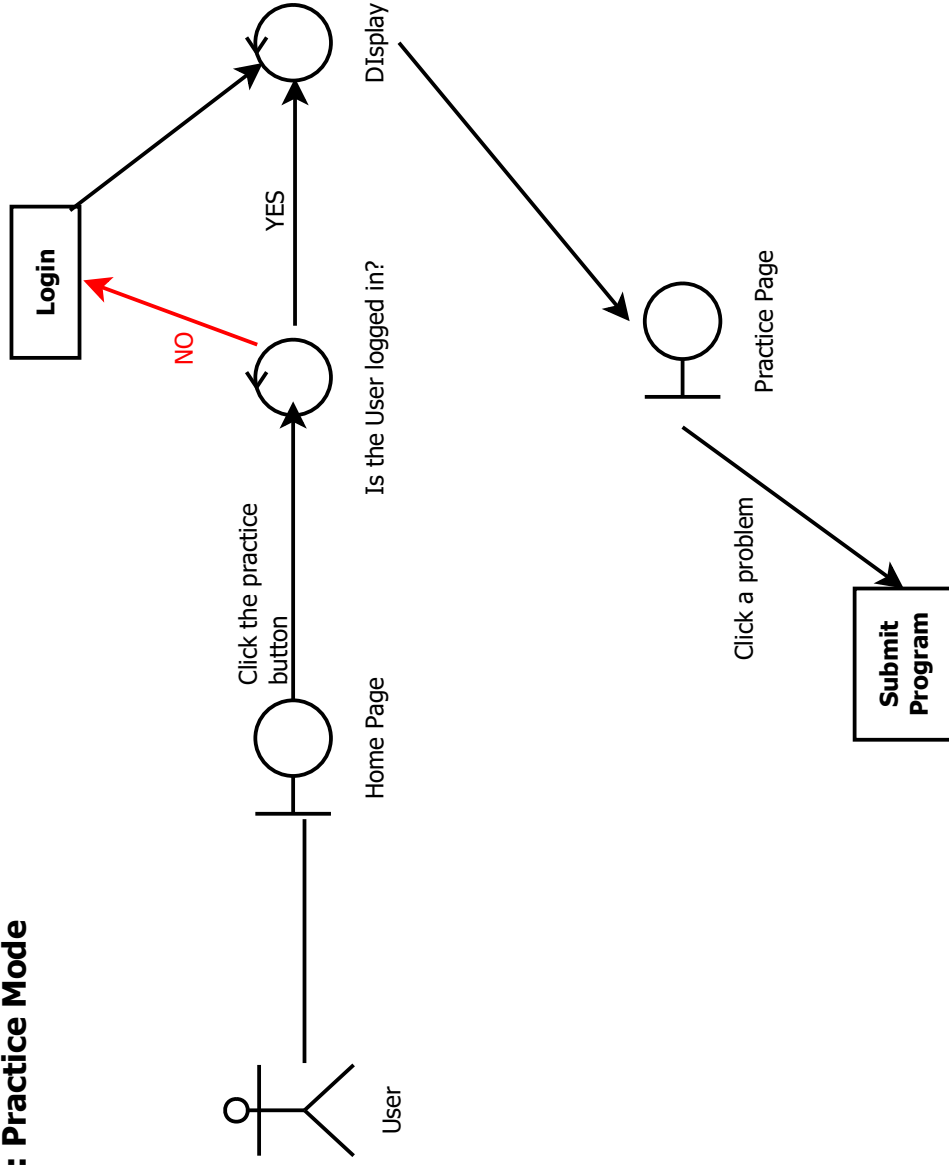 : Practice Mode
Login
NO
YES
Click the practice
button
User
Home Page
Is the User logged in?
DIsplay
Click a problem
Practice Page
Submit
Program